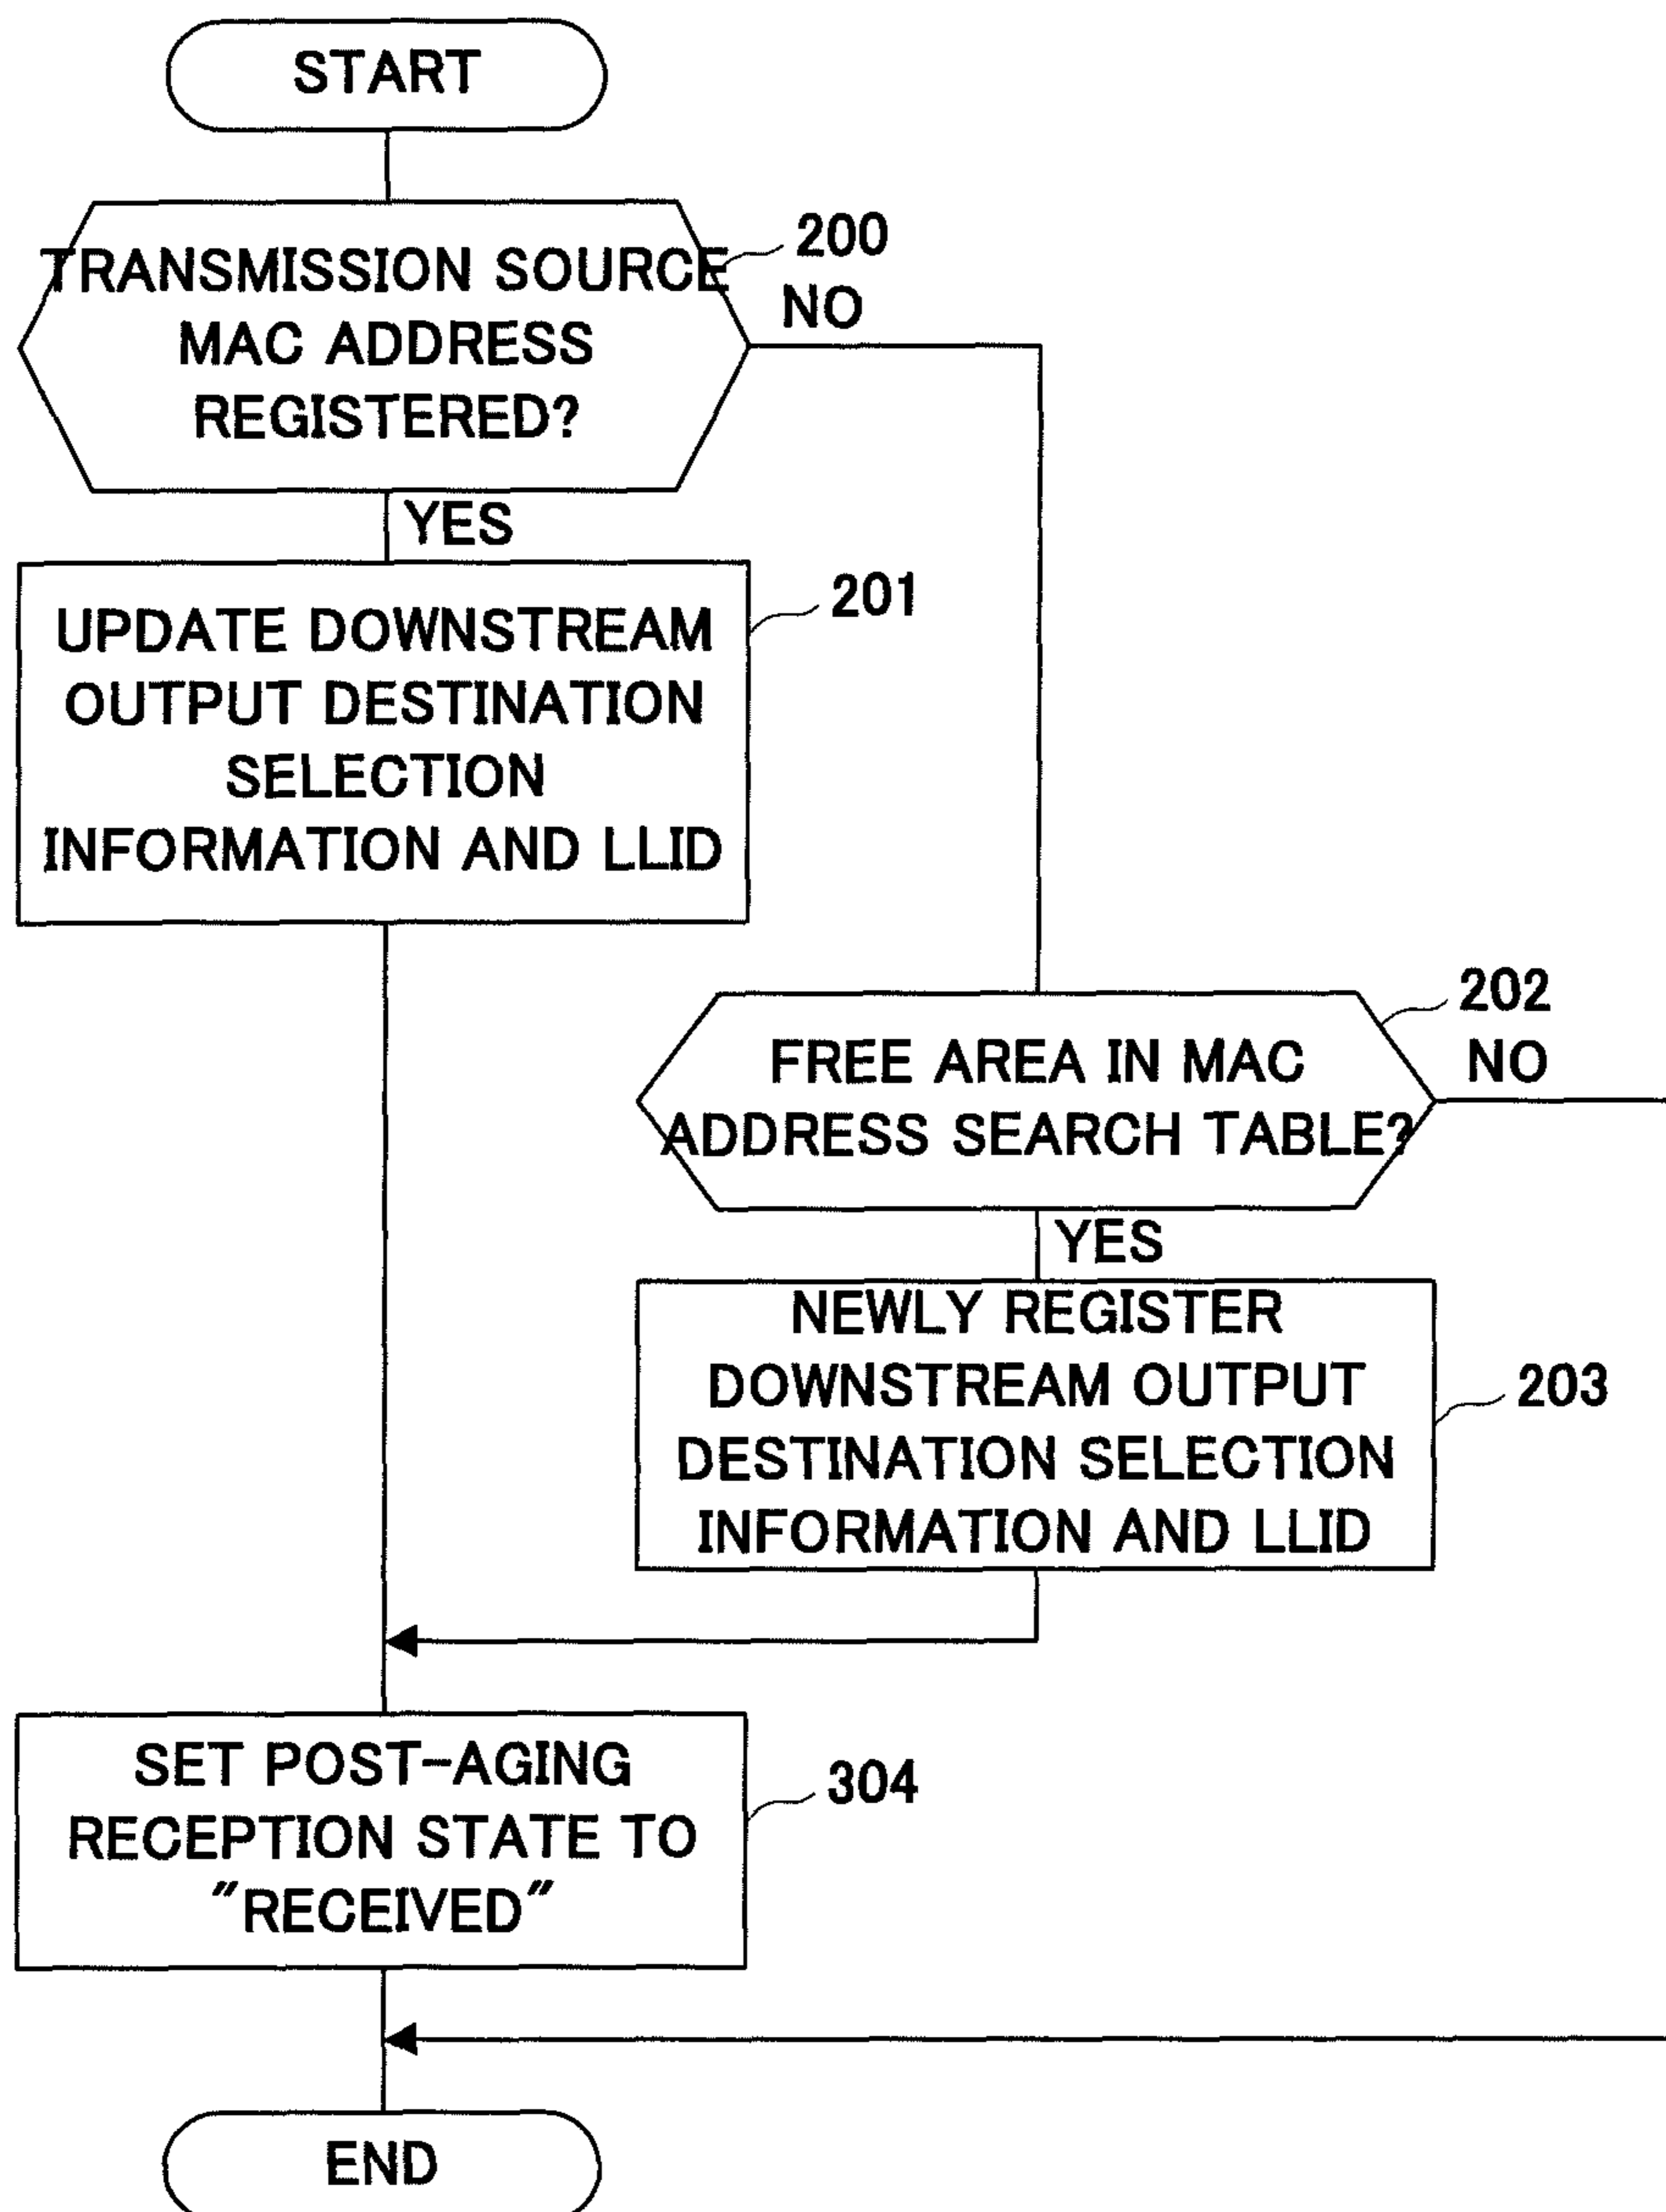 START
TRANSMISSION SOURCE
MAC ADDRESS
REGISTERED?
200
NO
YES
UPDATE DOWNSTREAM
OUTPUT DESTINATION
SELECTION
INFORMATION AND LLID
201
FREE AREA IN MAC
ADDRESS SEARCH TABLE?
202
NO
YES
NEWLY REGISTER
DOWNSTREAM OUTPUT
DESTINATION SELECTION
INFORMATION AND LLID
203
SET POST-AGING
RECEPTION STATE TO
"RECEIVED"
304
END